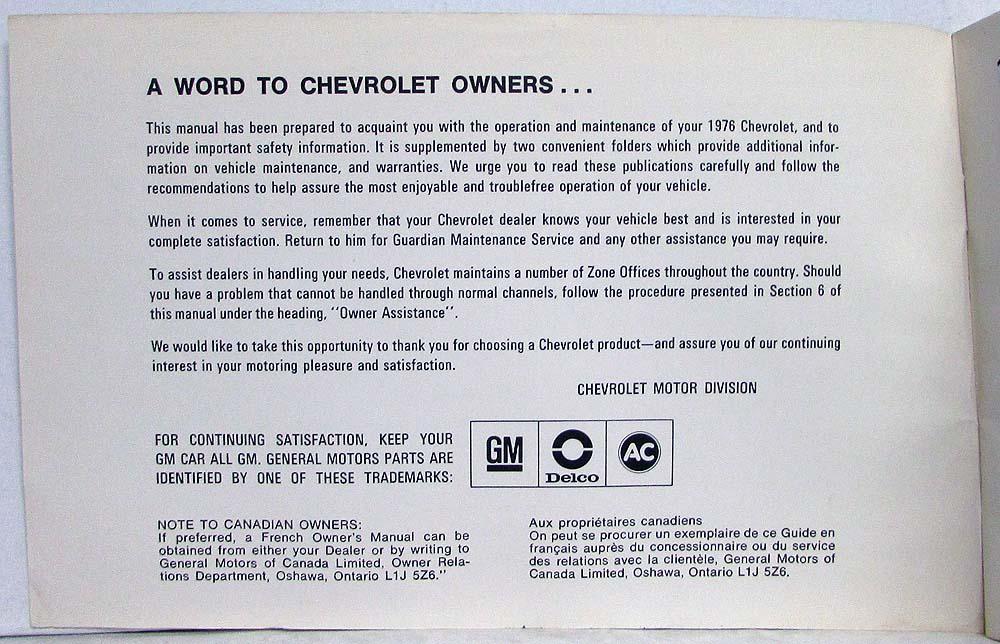 A WORD TO CHEVROLET OWNERS...
This manual has been prepared to acquaint you with the operation and maintenance of your 1976 Chevrolet, and to
provide important safety information. It is supplemented by two convenient folders which provide additional infor-
mation on vehicle maintenance, and warranties. We urge you to read these publications carefully and follow the
recommendations to help assure the most enjoyable and troublefree operation of your vehicle.
When it comes to service, remember that your Chevrolet dealer knows your vehicle best and is interested in your
complete satisfaction. Return to him for Guardian Maintenance Service and any other assistance you may require.
To assist dealers in handling your needs, Chevrolet maintains a number of Zone Offices throughout the country. Should
you have a problem that cannot be handled through normal channels, follow the procedure presented in Section 6 of
this manual under the heading, "Owner Assistance".
We would like to take this opportunity to thank you for choosing a Chevrolet product—and assure you of our continuing
interest in your motoring pleasure and satisfaction.
CHEVROLET MOTOR DIVISION
FOR CONTINUING SATISFACTION, KEEP YOUR
GM CAR ALL GM. GENERAL MOTORS PARTS ARE
IDENTIFIED BY ONE OF THESE TRADEMARKS:
GM
Delco
AC
NOTE TO CANADIAN OWNERS:
If preferred, a French Owner's Manual can be
obtained from either your Dealer or by writing to
General Motors of Canada Limited, Owner Rela-
tions Department, Oshawa, Ontario L1J 5Z6."
Aux propriétaires canadiens
On peut se procurer un exemplaire de ce Guide en
français auprès du concessionnaire ou du service
des relations avec la clientèle, General Motors of
Canada Limited, Oshawa, Ontario L1J 5Z6.